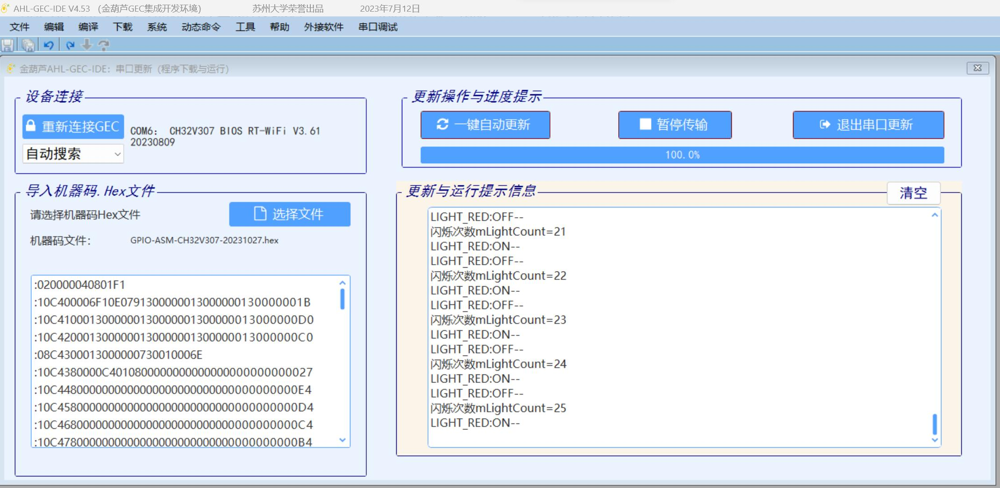 AHL-GEC-IDE V4.53 (金葫芦GEC集成开发环境) 苏州大学荣誉出品 2023年7月12日
文件 编辑 编译 下载 系统 动态命令 工具 帮助 外接软件 串口调试
金葫芦AHL-GEC-IDE：串口更新（程序下载与运行）
设备连接
重新连接GEC
COM6： CH32V307 BIOS RT-WiFi V3.61
20230809
自动搜索
更新操作与进度提示
一键自动更新
暂停传输
退出串口更新
100.0%
导入机器码.Hex文件
请选择机器码Hex文件
选择文件
机器码文件：
GPIO-ASM-CH32V307-20231027.hex
:020000040801F1
:10C400006F10E079130000001300000013000000​1B
:10C4100013000000130000001300000013000000D0
:10C4200013000000130000001300000013000000C0
:08C430001300000073001000​6E
:10C4380000C4010800000000000000000000000027
:10C4480000000000000000000000000000000000E4
:10C4580000000000000000000000000000000000D4
:10C4680000000000000000000000000000000000C4
:10C4780000000000000000000000000000000000B4
更新与运行提示信息
清空
LIGHT_RED:OFF--
闪烁次数mLightCount=21
LIGHT_RED:ON--
LIGHT_RED:OFF--
闪烁次数mLightCount=22
LIGHT_RED:ON--
LIGHT_RED:OFF--
闪烁次数mLightCount=23
LIGHT_RED:ON--
LIGHT_RED:OFF--
闪烁次数mLightCount=24
LIGHT_RED:ON--
LIGHT_RED:OFF--
闪烁次数mLightCount=25
LIGHT_RED:ON--